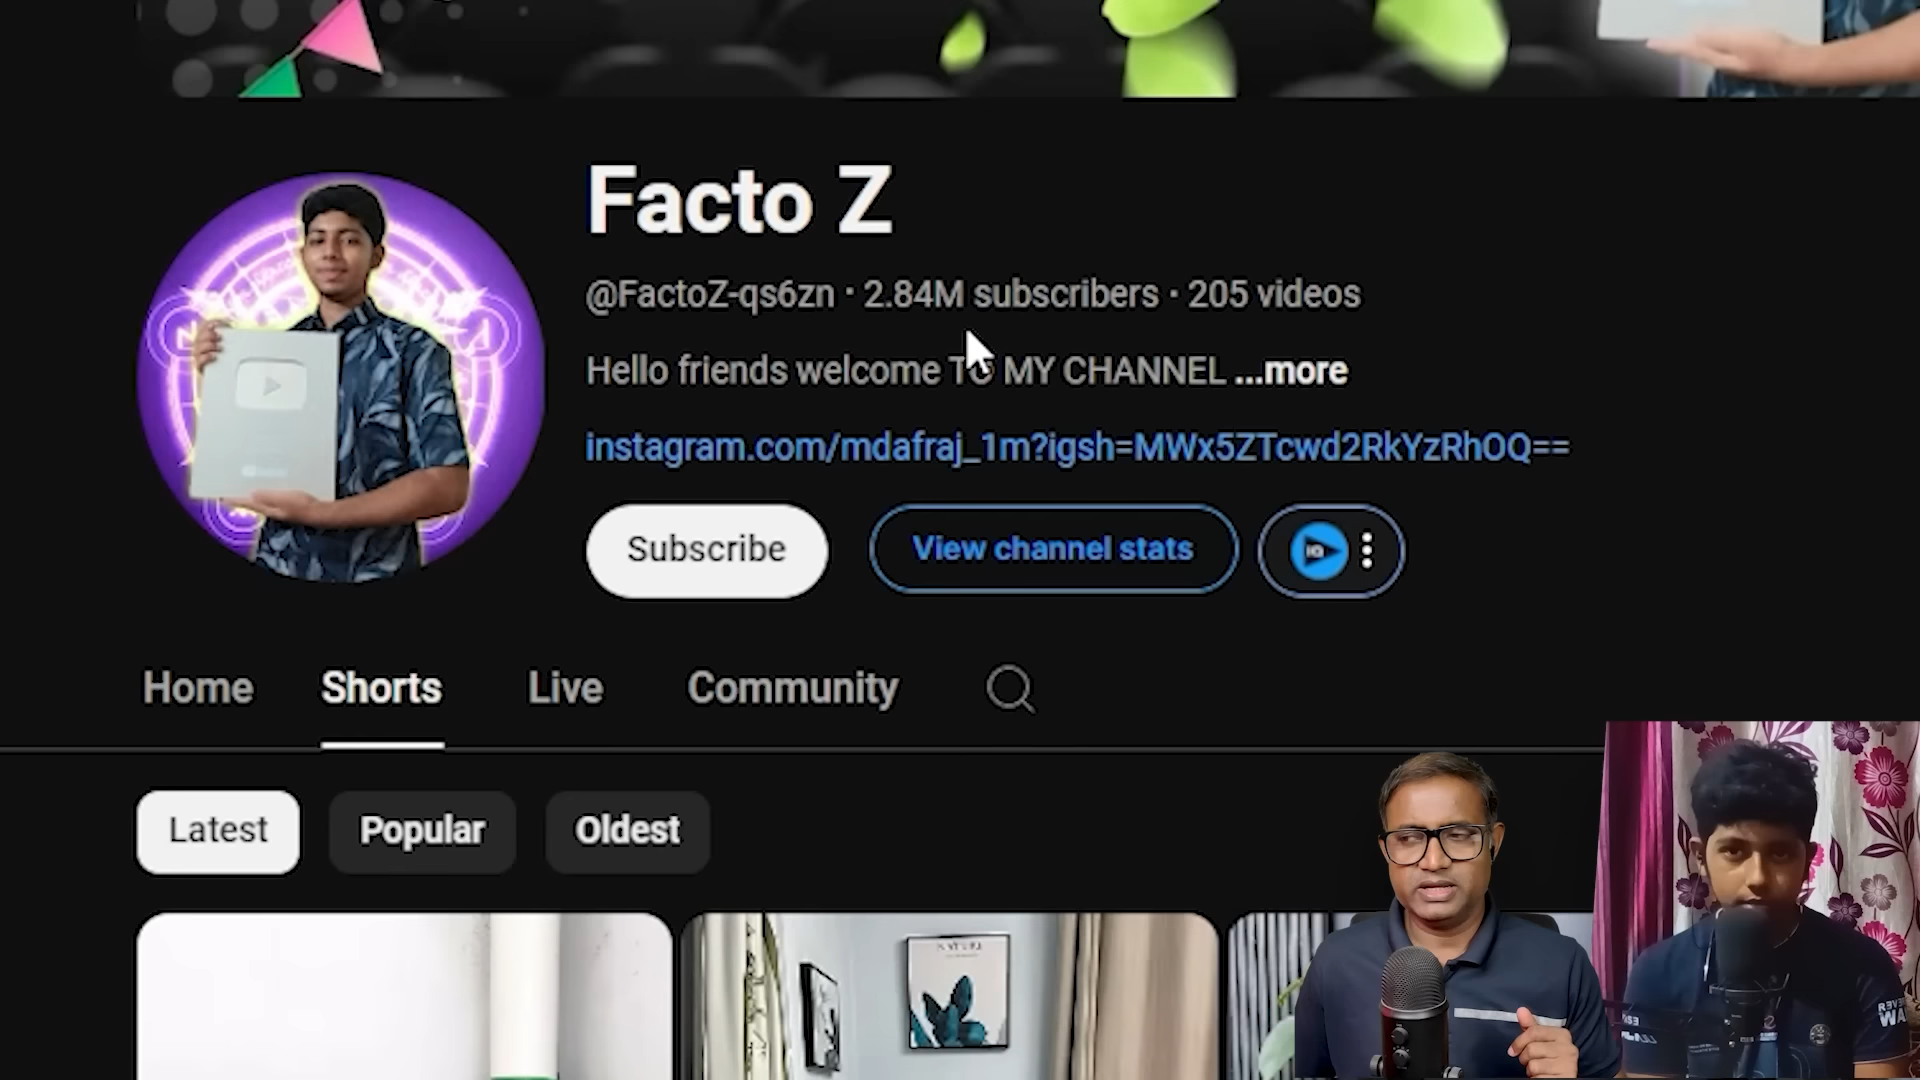 Facto Z
@FactoZ-qs6zn · 2.84M subscribers · 205 videos
Hello friends welcome TO MY CHANNEL ...more
instagram.com/mdafraj_1m?igsh=MWx5ZTcwd2RkYzRhOQ==
Subscribe
View channel stats
IQ
Home
Shorts
Live
Community
Latest
Popular
Oldest